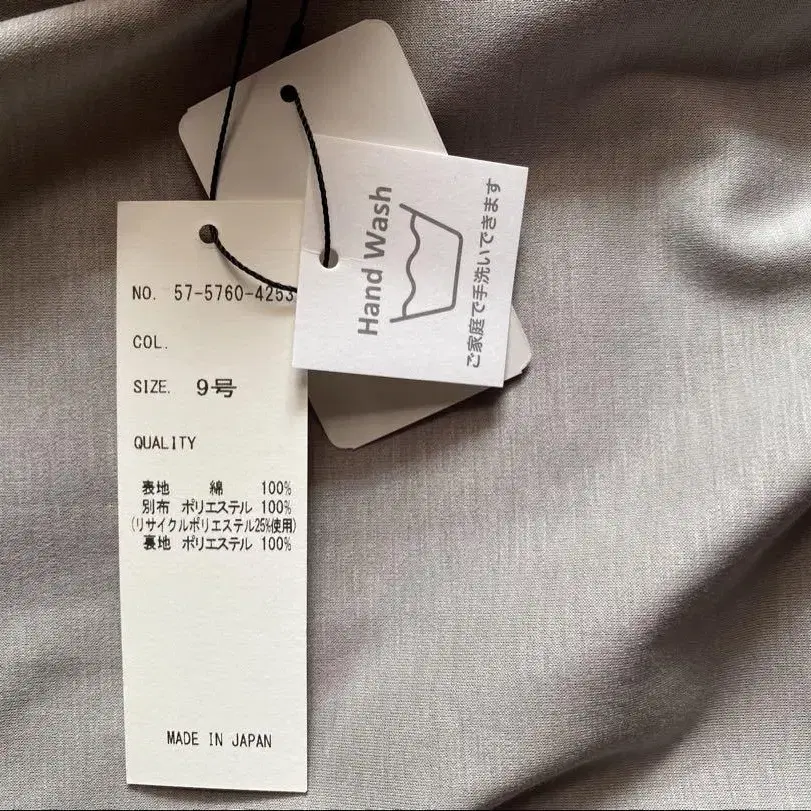 NO. 57-5760-4253
COL.
SIZE. 9号
QUALITY
表地 綿 100%
別布 ポリエステル 100%
(リサイクルポリエステル25%使用)
裏地 ポリエステル 100%
MADE IN JAPAN
Hand Wash
ご家庭で手洗いできます